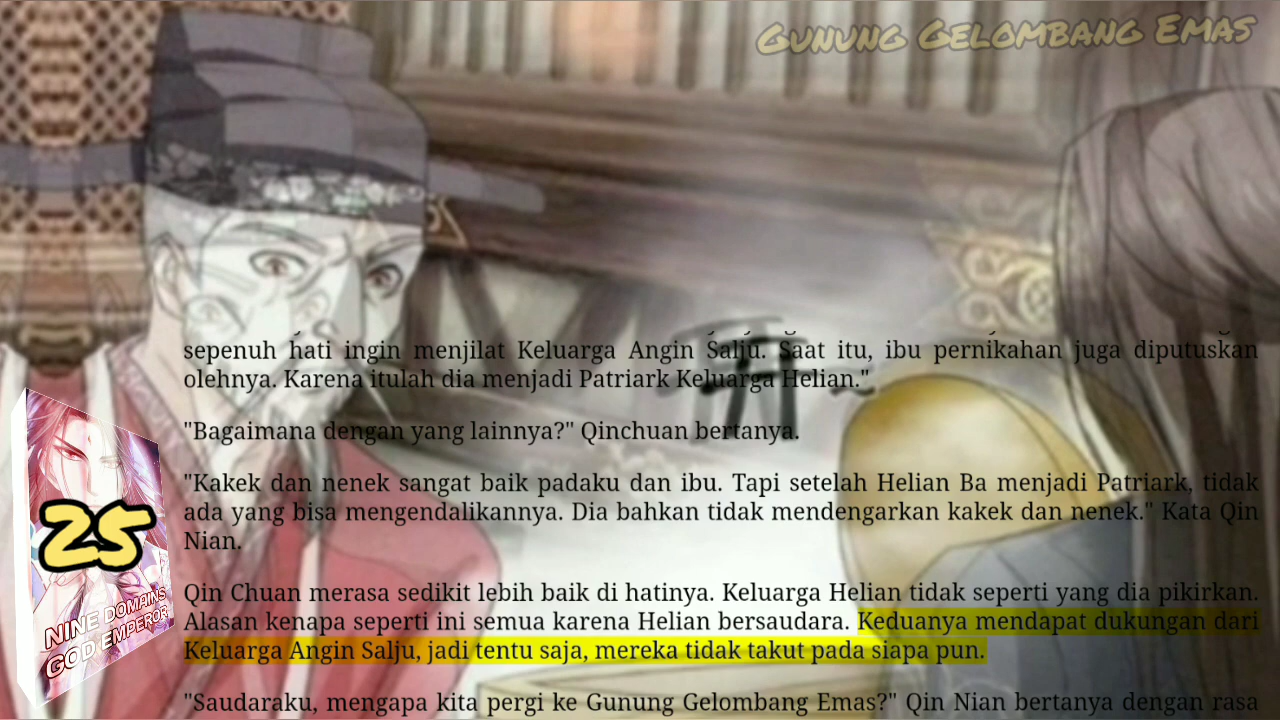 Gunung Gelombang Emas
sepenuh hati ingin menjilat Keluarga Angin Salju. Saat itu, ibu pernikahan juga diputuskan
olehnya. Karena itulah dia menjadi Patriark Keluarga Helian."
"Bagaimana dengan yang lainnya?" Qinchuan bertanya.
"Kakek dan nenek sangat baik padaku dan ibu. Tapi setelah Helian Ba menjadi Patriark, tidak
ada yang bisa mengendalikannya. Dia bahkan tidak mendengarkan kakek dan nenek." Kata Qin
Nian.
Qin Chuan merasa sedikit lebih baik di hatinya. Keluarga Helian tidak seperti yang dia pikirkan.
Alasan kenapa seperti ini semua karena Helian bersaudara. Keduanya mendapat dukungan dari
Keluarga Angin Salju, jadi tentu saja, mereka tidak takut pada siapa pun.
"Saudaraku, mengapa kita pergi ke Gunung Gelombang Emas?" Qin Nian bertanya dengan rasa
25
NINE DOMAINS
GOD EMPEROR